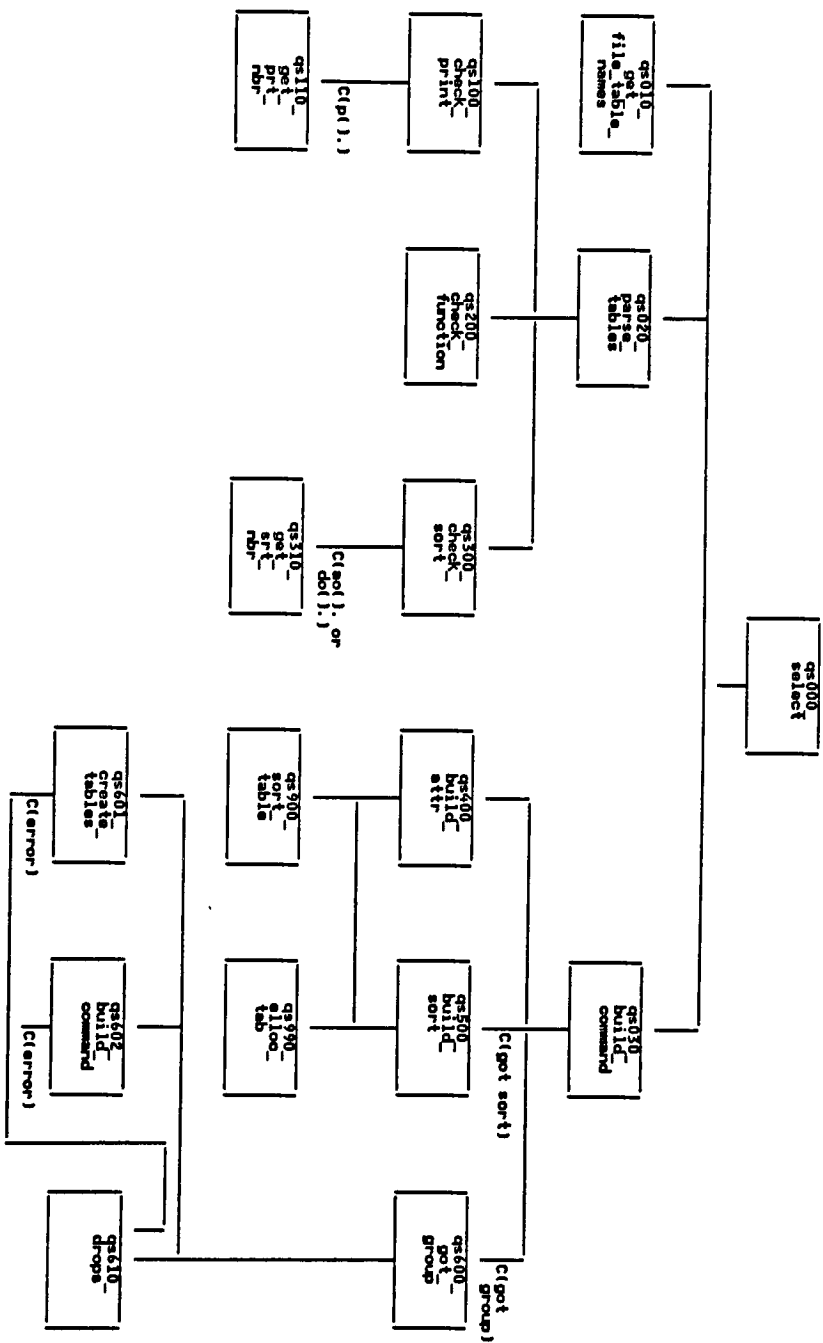 qs000_
select
qs010_
get_
file_table_
names
qs020_
parse_
tables
qs030_
build_
command
qs100_
check_
print
qs200_
check_
function
qs300_
check_
sort
qs400_
build_
attr
C(got sort)
qs500_
build_
sort
C(got
group)
qs600_
got_
group
C(p().)
qs110_
get_
prt_
nbr
C(ao(). or
do().)
qs310_
get_
srt_
nbr
qs900_
sort_
table
qs990_
alloc_
tab
qs601_
create_
tables
qs602_
build_
command
qs610_
drops
C(error)
C(error)